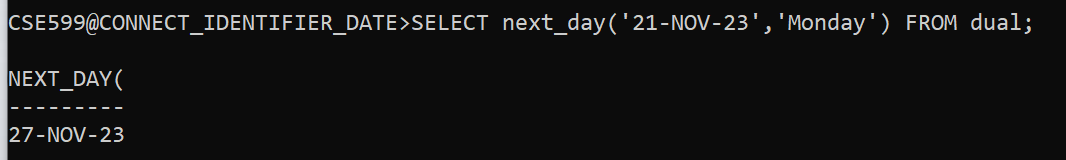 CSE599@CONNECT_IDENTIFIER_DATE>SELECT next_day('21-NOV-23','Monday') FROM dual;
NEXT_DAY(
---------
27-NOV-23